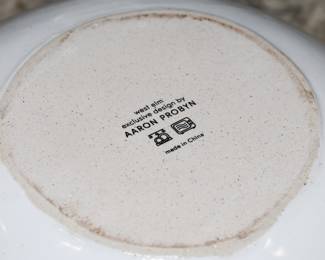 west elm
exclusive design by
AARON PROBYN
made in China